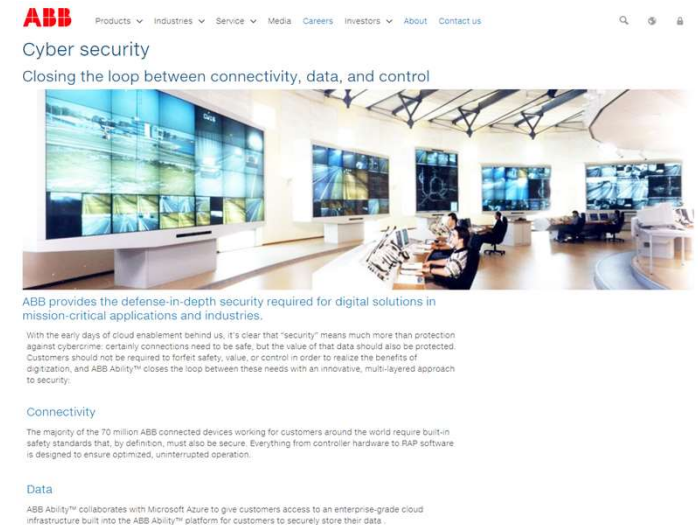 ABB
Products Industries Service Media Careers Investors About Contact us
Cyber security
Closing the loop between connectivity, data, and control
ABB provides the defense-in-depth security required for digital solutions in
mission-critical applications and industries.
With the early days of cloud enablement behind us, it's clear that "security" means much more than protection
against cybercrime: certainly connections need to be safe, but the value of that data should also be protected.
Customers should not be required to forfeit safety, value, or control in order to realize the benefits of
digitization, and ABB Ability™ closes the loop between these needs with an innovative, multi-layered approach
to security:
Connectivity
The majority of the 70 million ABB connected devices working for customers around the world require built-in
safety standards that, by definition, must also be secure. Everything from controller hardware to RAP software
is designed to ensure optimized, uninterrupted operation.
Data
ABB Ability™ collaborates with Microsoft Azure to give customers access to an enterprise-grade cloud
infrastructure built into the ABB Ability™ platform for customers to securely store their data .